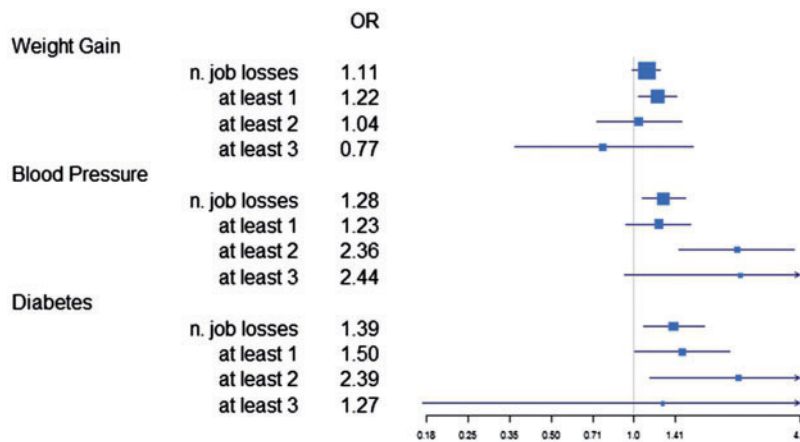 OR
Weight Gain
n. job losses 1.11
at least 1 1.22
at least 2 1.04
at least 3 0.77
Blood Pressure
n. job losses 1.28
at least 1 1.23
at least 2 2.36
at least 3 2.44
Diabetes
n. job losses 1.39
at least 1 1.50
at least 2 2.39
at least 3 1.27
0.18 0.25 0.35 0.50 0.71 1.0 1.41 4.